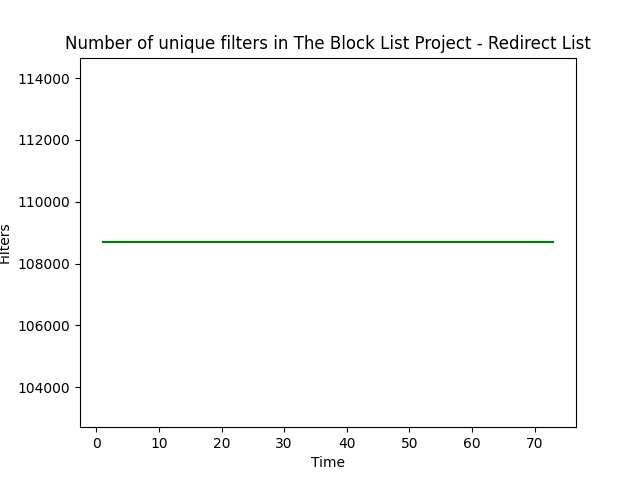 Number of unique filters in The Block List Project - Redirect List
114000
112000
110000
108000
106000
104000
Filters
0 10 20 30 40 50 60 70
Time